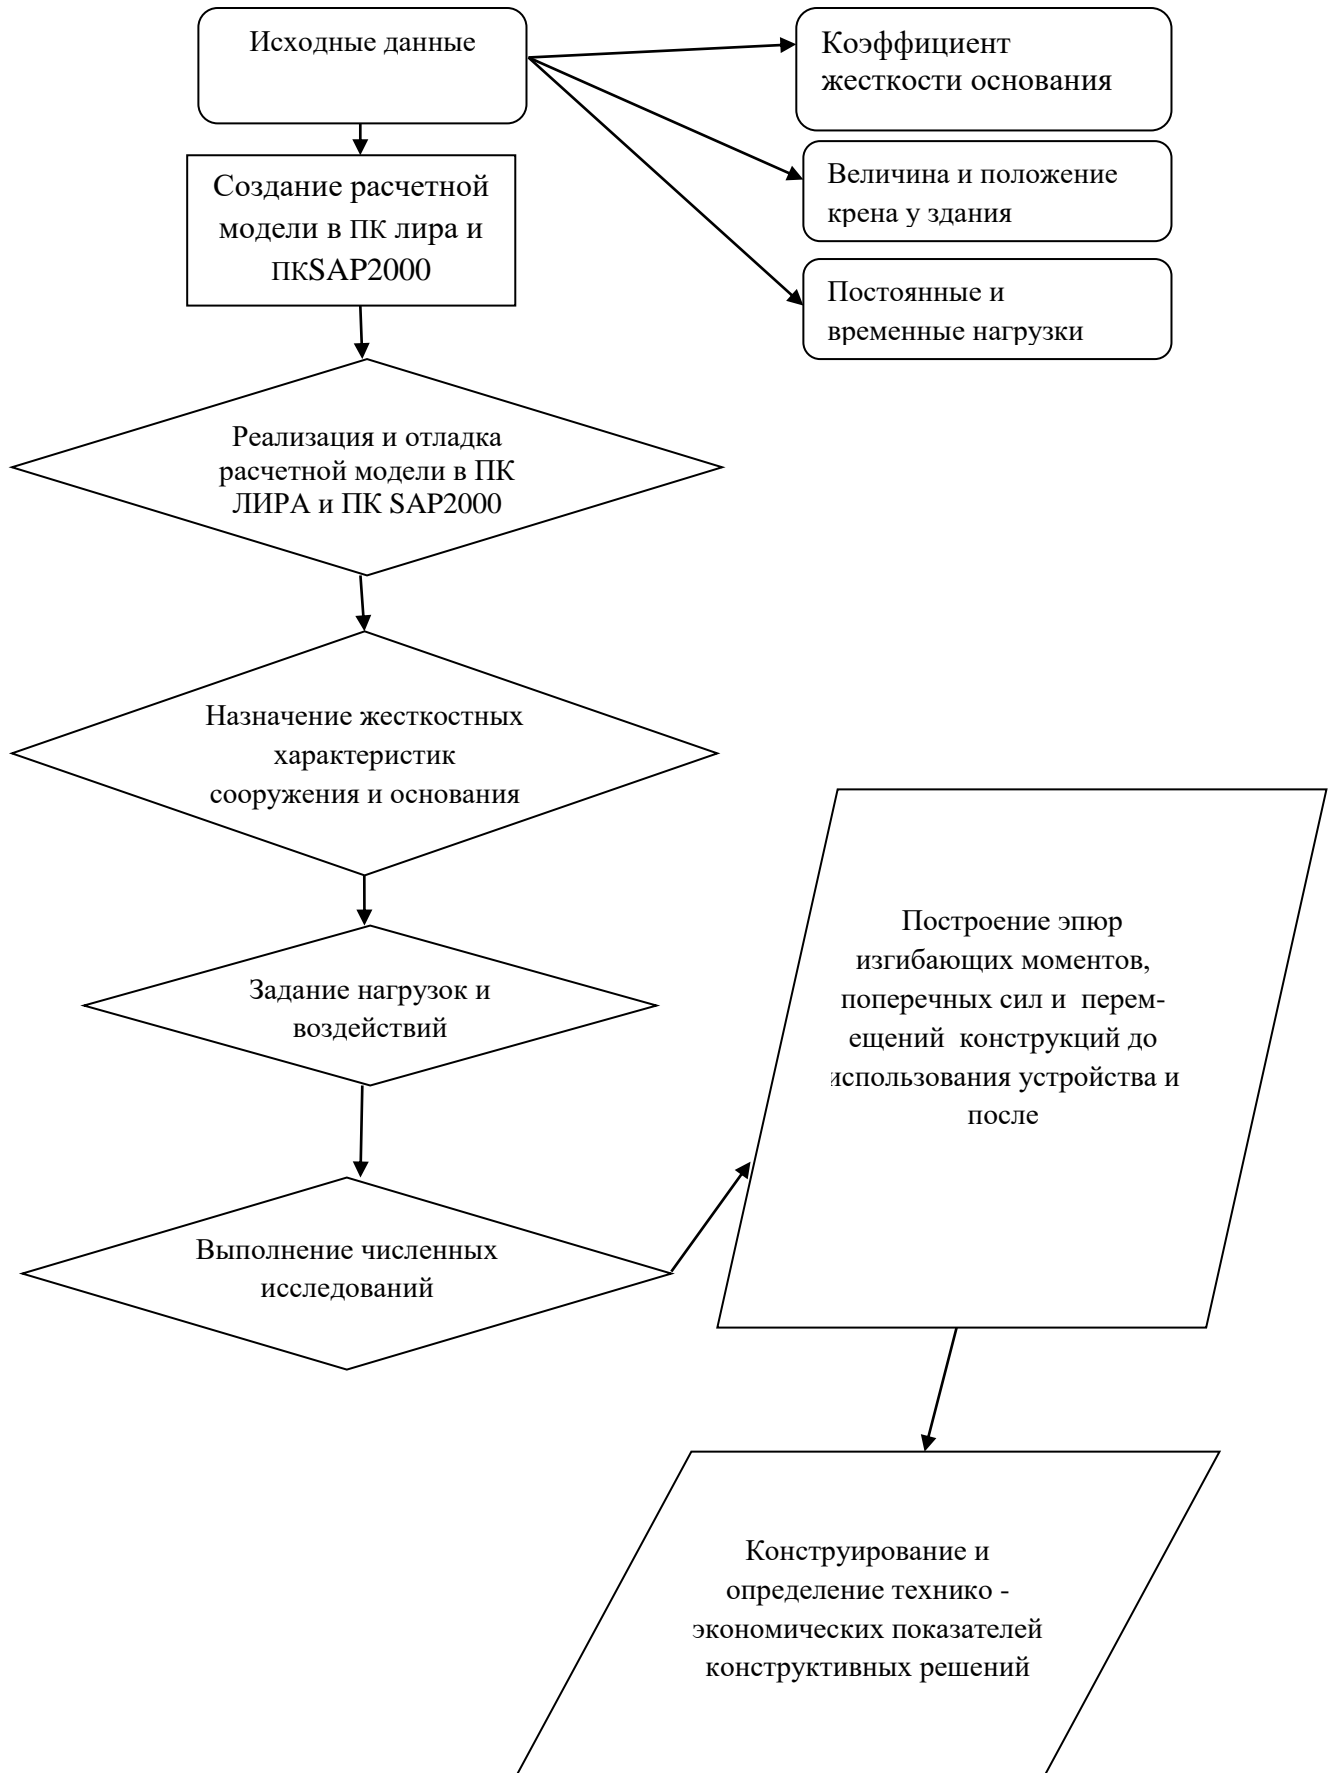 Исходные данные
Коэффициент
жесткости основания
Величина и положение
крена у здания
Постоянные и
временные нагрузки
Создание расчетной
модели в ПК лира и
ПКSAP2000
Реализация и отладка
расчетной модели в ПК
ЛИРА и ПК SAP2000
Назначение жесткостных
характеристик
сооружения и основания
Задание нагрузок и
воздействий
Выполнение численных
исследований
Построение эпюр
изгибающих моментов,
поперечных сил и  перем-
ещений  конструкций до
использования устройства и
после
Конструирование и
определение технико -
экономических показателей
конструктивных решений